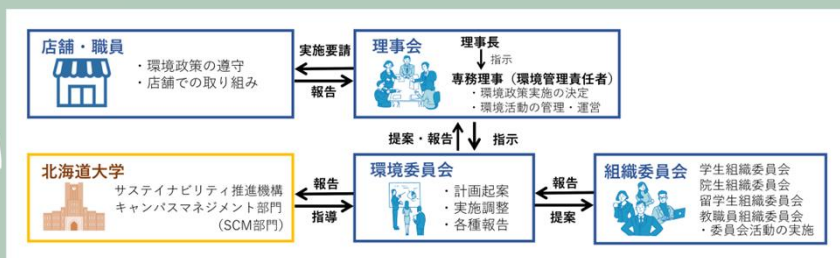 店舗・職員
・環境政策の遵守
・店舗での取り組み
実施要請
報告
理事会
理事長
指示
専務理事（環境管理責任者）
・環境政策実施の決定
・環境活動の管理・運営
提案・報告
指示
北海道大学
サステイナビリティ推進機構
キャンパスマネジメント部門
(SCM部門)
報告
指導
環境委員会
・計画起案
・実施調整
・各種報告
報告
提案
組織委員会
学生組織委員会
院生組織委員会
留学生組織委員会
教職員組織委員会
・委員会活動の実施